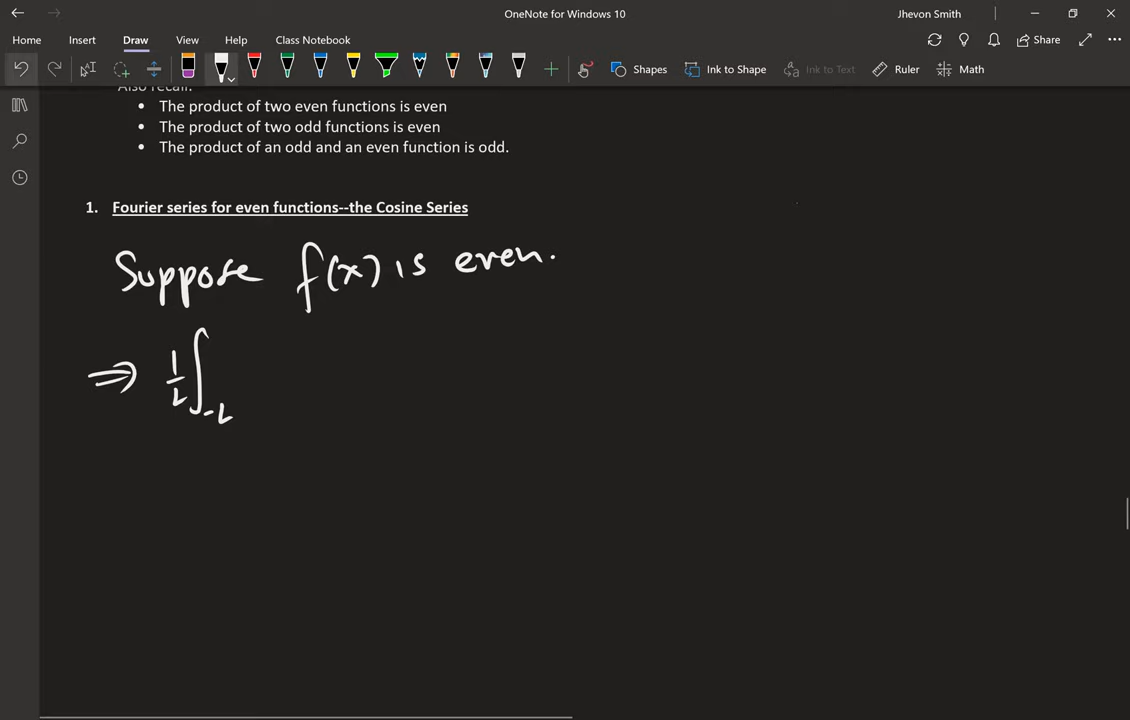 OneNote for Windows 10
Jhevon Smith
Home Insert Draw View Help Class Notebook
Share
Shapes Ink to Shape Ink to Text Ruler Math
Also recall:
• The product of two even functions is even
• The product of two odd functions is even
• The product of an odd and an even function is odd.
1. Fourier series for even functions--the Cosine Series
Suppose f(x) is even.
⇒ 1/L ∫_-L